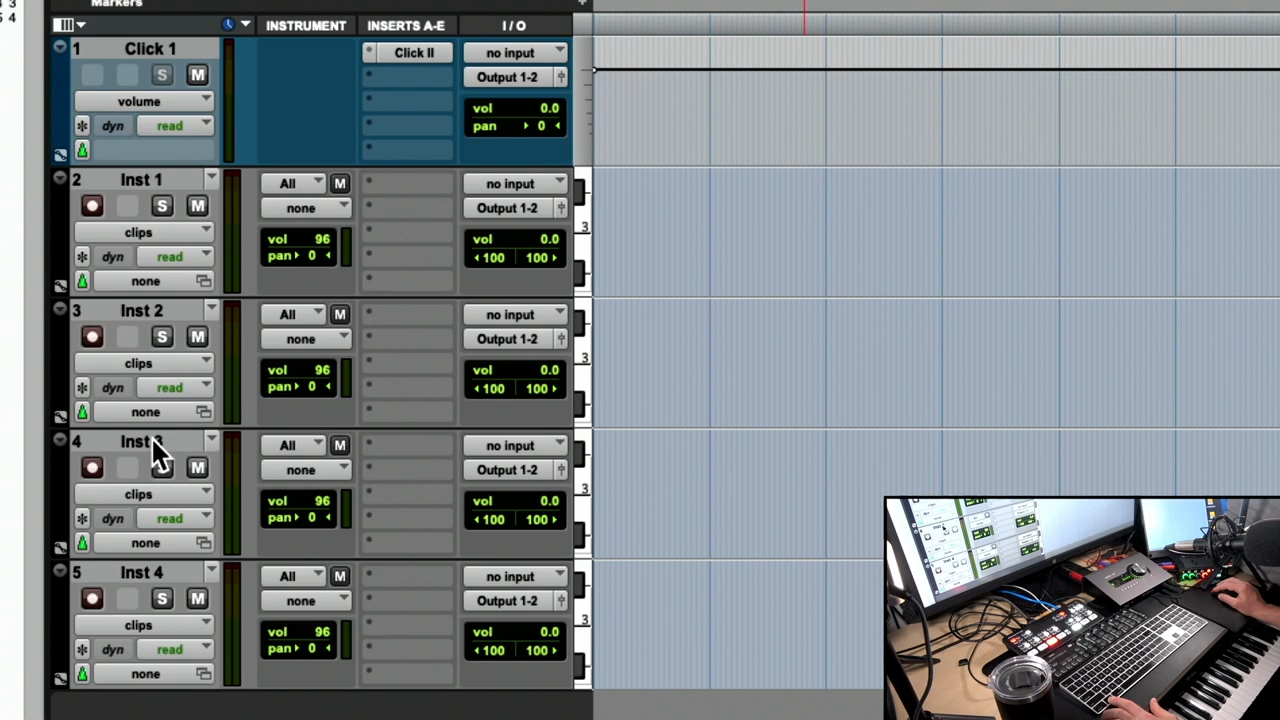 4 3
5 4
Markers
INSTRUMENT INSERTS A-E I / O
1 Click 1 Click II no input
S M Output 1-2
volume vol 0.0
dyn read pan 0
2 Inst 1 All M no input
S M none Output 1-2
clips vol 96 vol 0.0
dyn read pan 0 100 100
none
3
3 Inst 2 All M no input
S M none Output 1-2
clips vol 96 vol 0.0
dyn read pan 0 100 100
none
3
4 Inst All M no input
S M none Output 1-2
clips vol 96 vol 0.0
dyn read pan 0 100 100
none
3
5 Inst 4 All M no input
S M none Output 1-2
clips vol 96 vol 0.0
dyn read pan 0 100 100
none
3